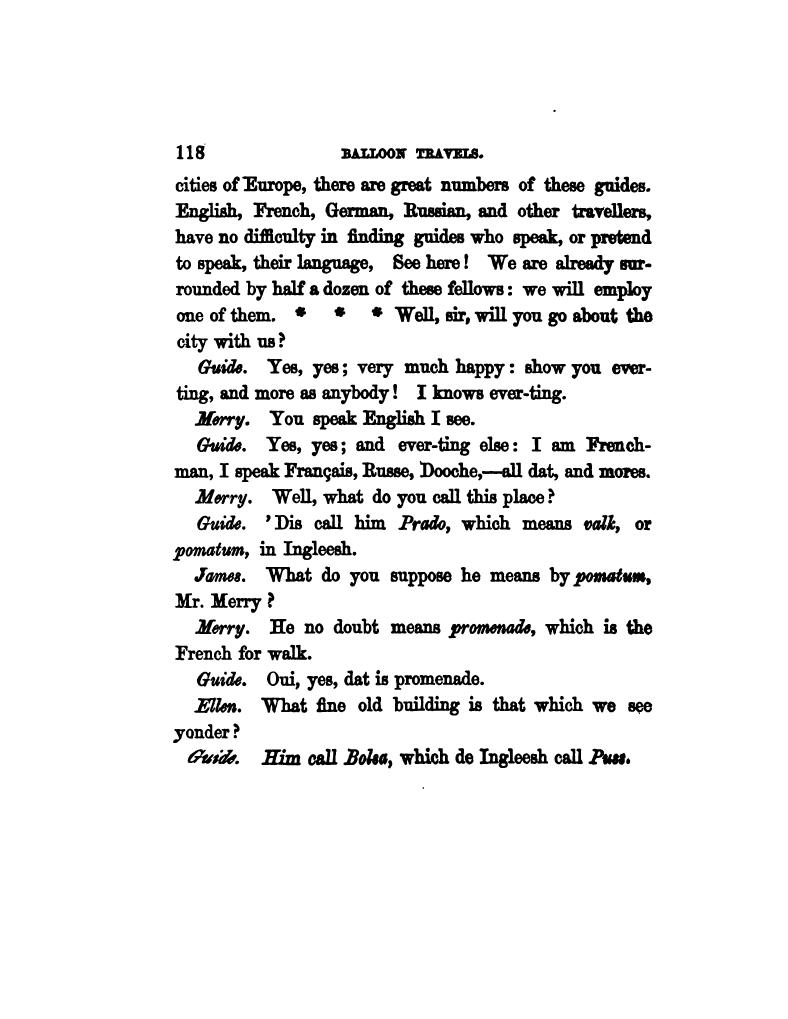 118 BALLOON TRAVELS.
cities of Europe, there are great numbers of these guides.
English, French, German, Russian, and other travellers,
have no difficulty in finding guides who speak, or pretend
to speak, their language, See here! We are already sur-
rounded by half a dozen of these fellows: we will employ
one of them. * * * Well, sir, will you go about the
city with us?
Guide. Yes, yes; very much happy: show you ever-
ting, and more as anybody! I knows ever-ting.
Merry. You speak English I see.
Guide. Yes, yes; and ever-ting else: I am French-
man, I speak Français, Russe, Dooche,—all dat, and mores.
Merry. Well, what do you call this place?
Guide. 'Dis call him Prado, which means valk, or
pomatum, in Ingleesh.
James. What do you suppose he means by pomatum,
Mr. Merry?
Merry. He no doubt means promenade, which is the
French for walk.
Guide. Oui, yes, dat is promenade.
Ellen. What fine old building is that which we see
yonder?
Guide. Him call Bolsa, which de Ingleesh call Puss.